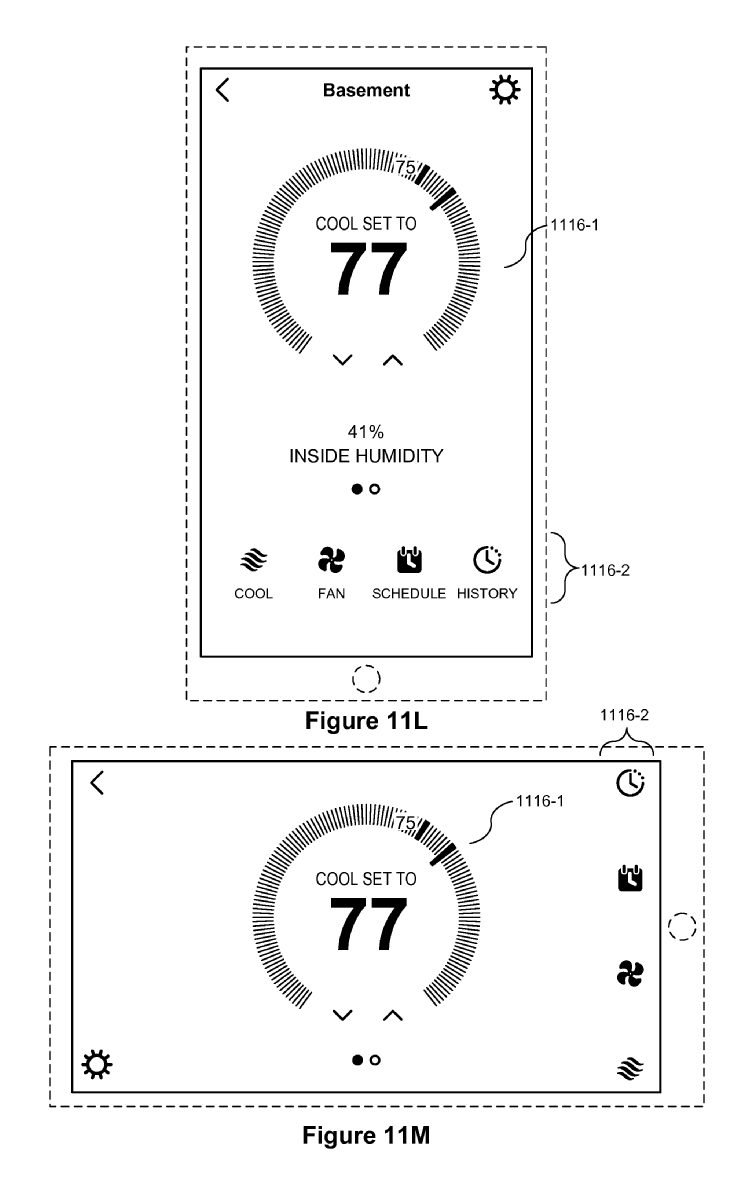 Basement
75
COOL SET TO
77
1116-1
41%
INSIDE HUMIDITY
1116-2
COOL FAN SCHEDULE HISTORY
Figure 11L
1116-2
1116-1
75
COOL SET TO
77
Figure 11M